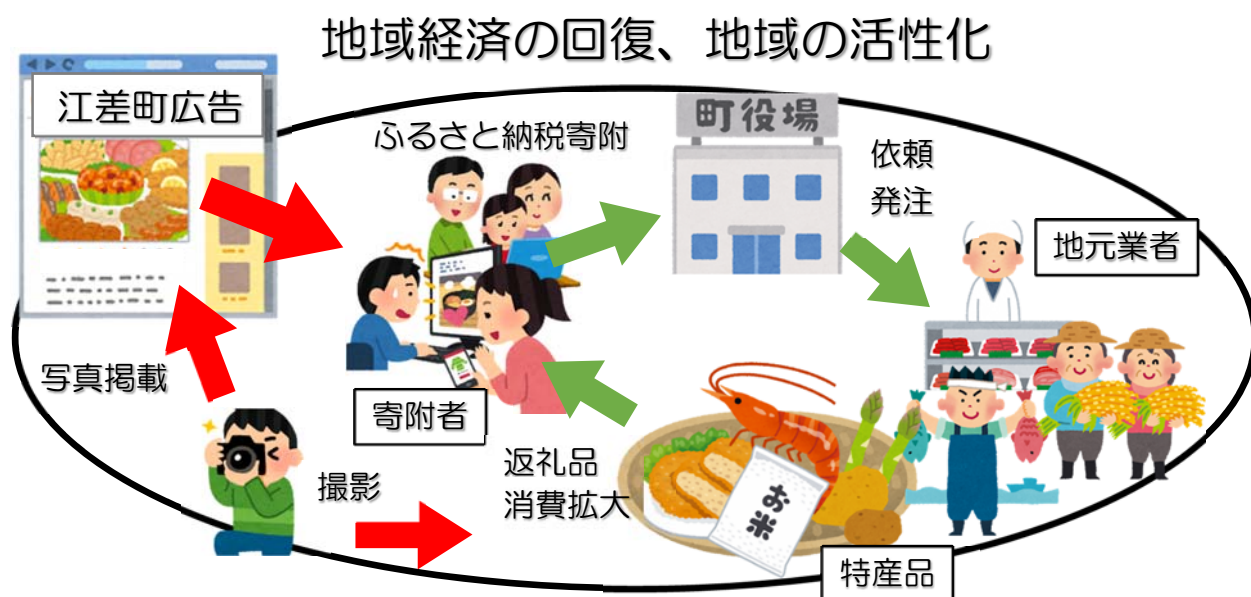 地域経済の回復、地域の活性化
江差町広告
ふるさと納税寄附
町役場
依頼
発注
地元業者
写真掲載
寄附者
撮影
返礼品
消費拡大
お米
特産品